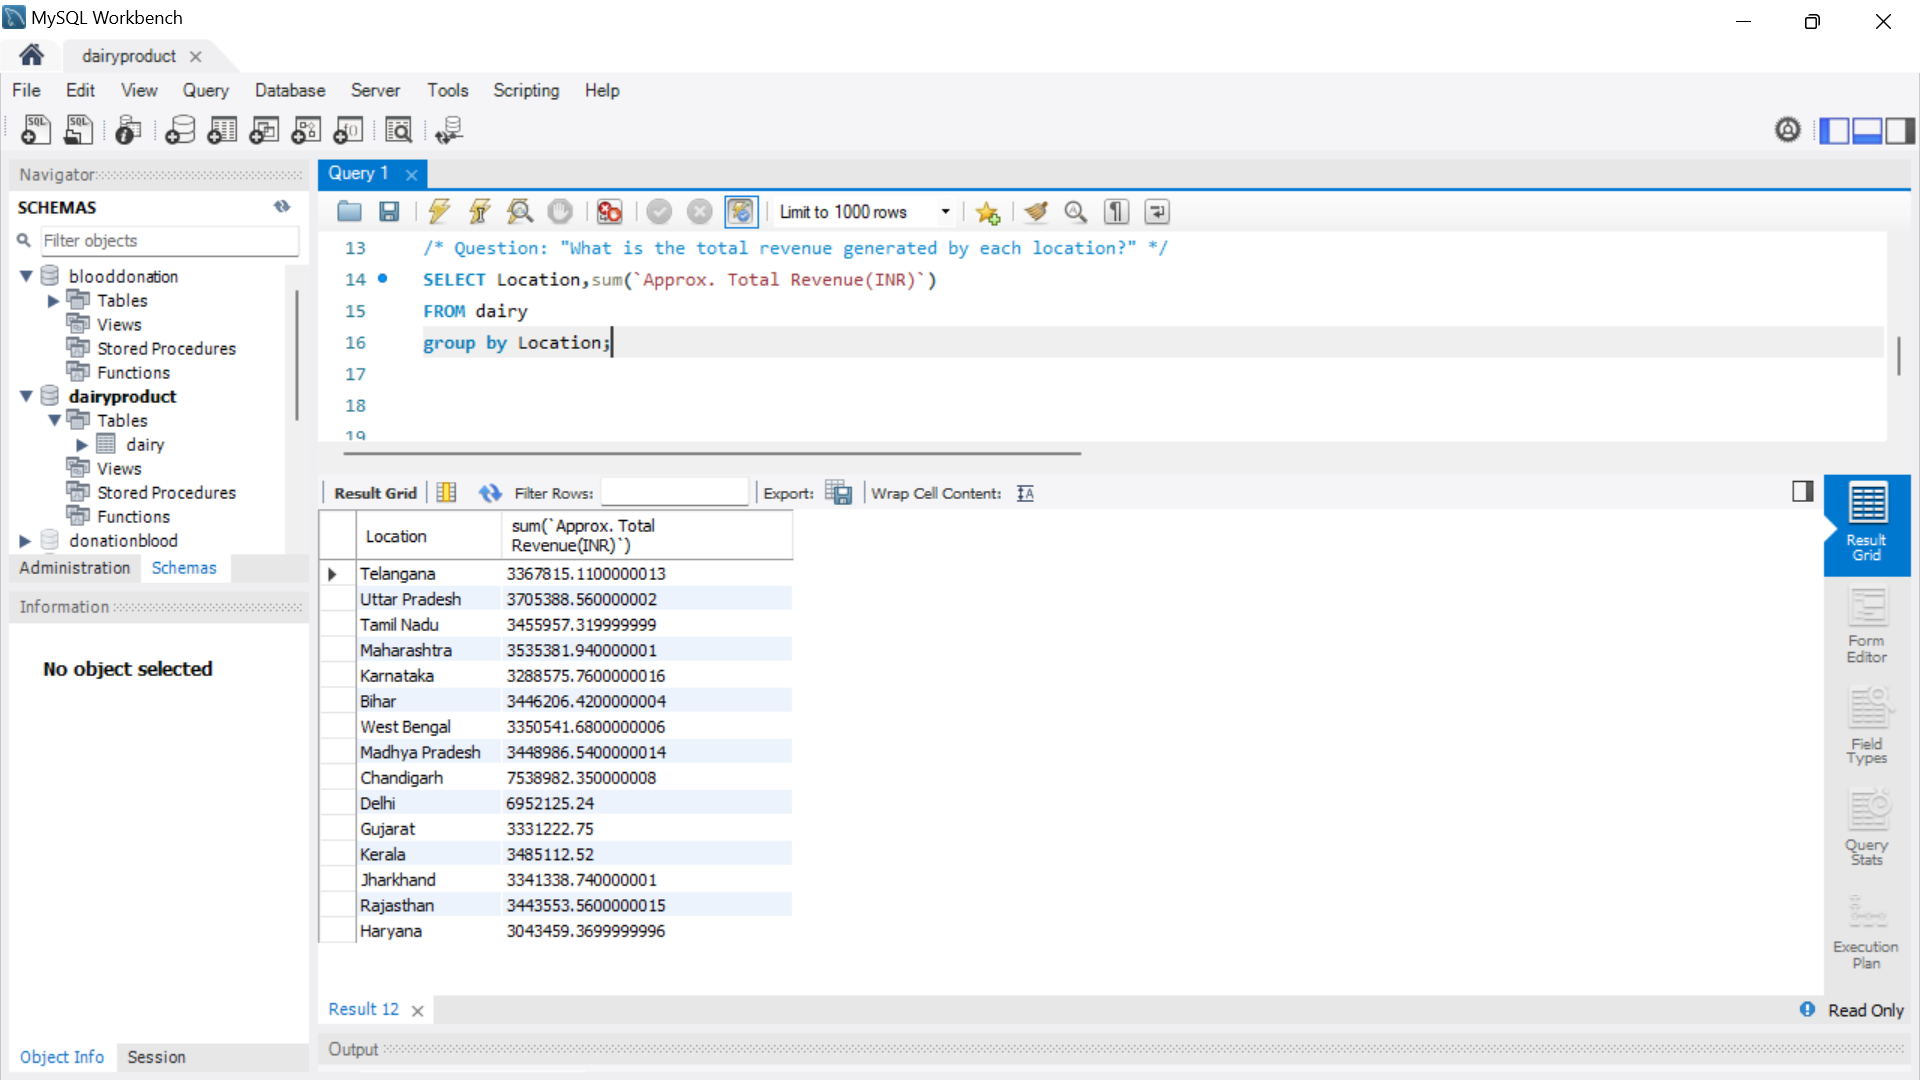 MySQL Workbench
dairyproduct
File Edit View Query Database Server Tools Scripting Help
Navigator
SCHEMAS
Filter objects
blooddonation
Tables
Views
Stored Procedures
Functions
dairyproduct
Tables
dairy
Views
Stored Procedures
Functions
donationblood
Administration Schemas
Information
No object selected
Object Info Session
Query 1
Limit to 1000 rows
13 /* Question: "What is the total revenue generated by each location?" */
14 SELECT Location,sum(`Approx. Total Revenue(INR)`)
15 FROM dairy
16 group by Location;
17
18
19
Result Grid Filter Rows: Export: Wrap Cell Content:
Location sum(`Approx. Total
Revenue(INR)`)
Telangana 3367815.1100000013
Uttar Pradesh 3705388.560000002
Tamil Nadu 3455957.319999999
Maharashtra 3535381.940000001
Karnataka 3288575.7600000016
Bihar 3446206.4200000004
West Bengal 3350541.6800000006
Madhya Pradesh 3448986.5400000014
Chandigarh 7538982.350000008
Delhi 6952125.24
Gujarat 3331222.75
Kerala 3485112.52
Jharkhand 3341338.740000001
Rajasthan 3443553.5600000015
Haryana 3043459.3699999996
Result
Grid
Form
Editor
Field
Types
Query
Stats
Execution
Plan
Result 12
Read Only
Output